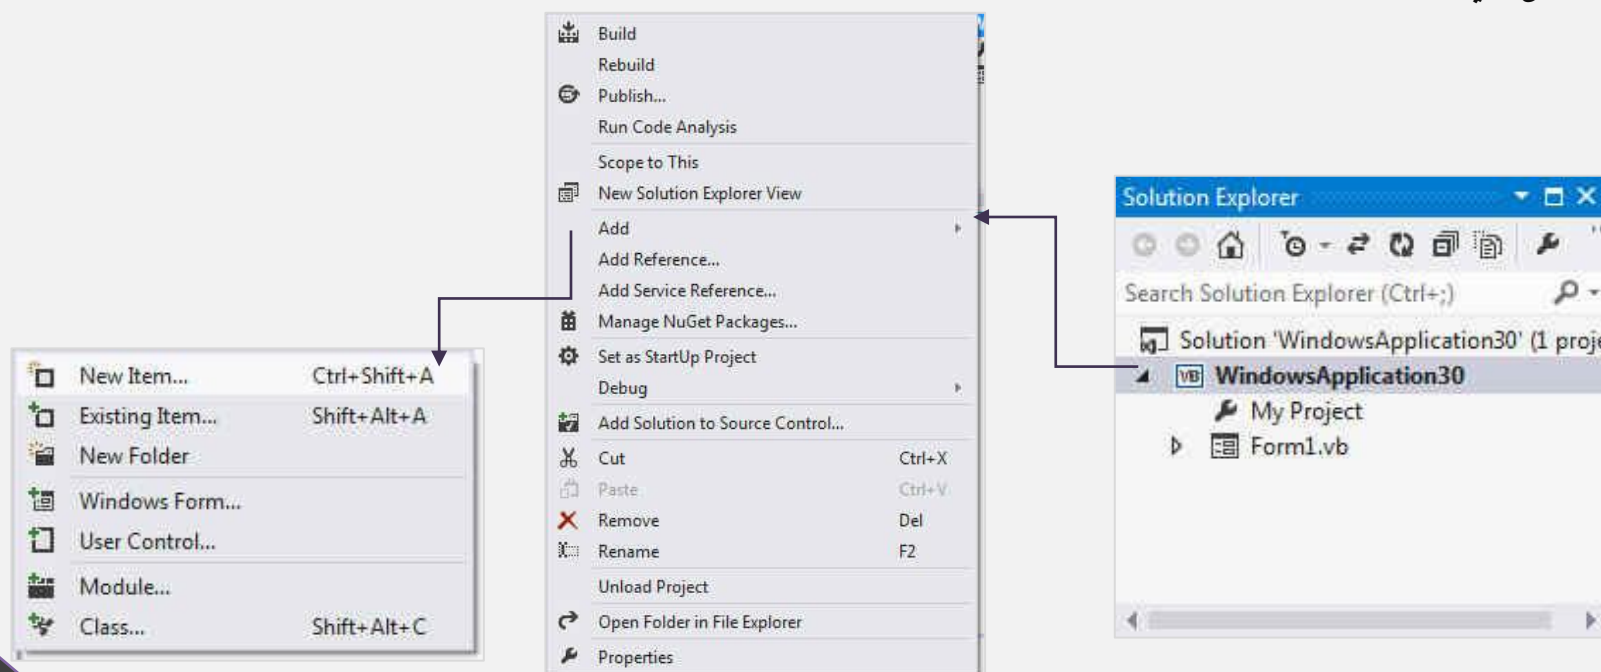 Build
Rebuild
Publish...
Run Code Analysis
Scope to This
New Solution Explorer View
Add
Add Reference...
Add Service Reference...
Manage NuGet Packages...
Set as StartUp Project
Debug
Add Solution to Source Control...
Cut Ctrl+X
Paste Ctrl+V
Remove Del
Rename F2
Unload Project
Open Folder in File Explorer
Properties
New Item... Ctrl+Shift+A
Existing Item... Shift+Alt+A
New Folder
Windows Form...
User Control...
Module...
Class... Shift+Alt+C
Solution Explorer
Search Solution Explorer (Ctrl+;)
Solution 'WindowsApplication30' (1 proje
VB WindowsApplication30
My Project
Form1.vb